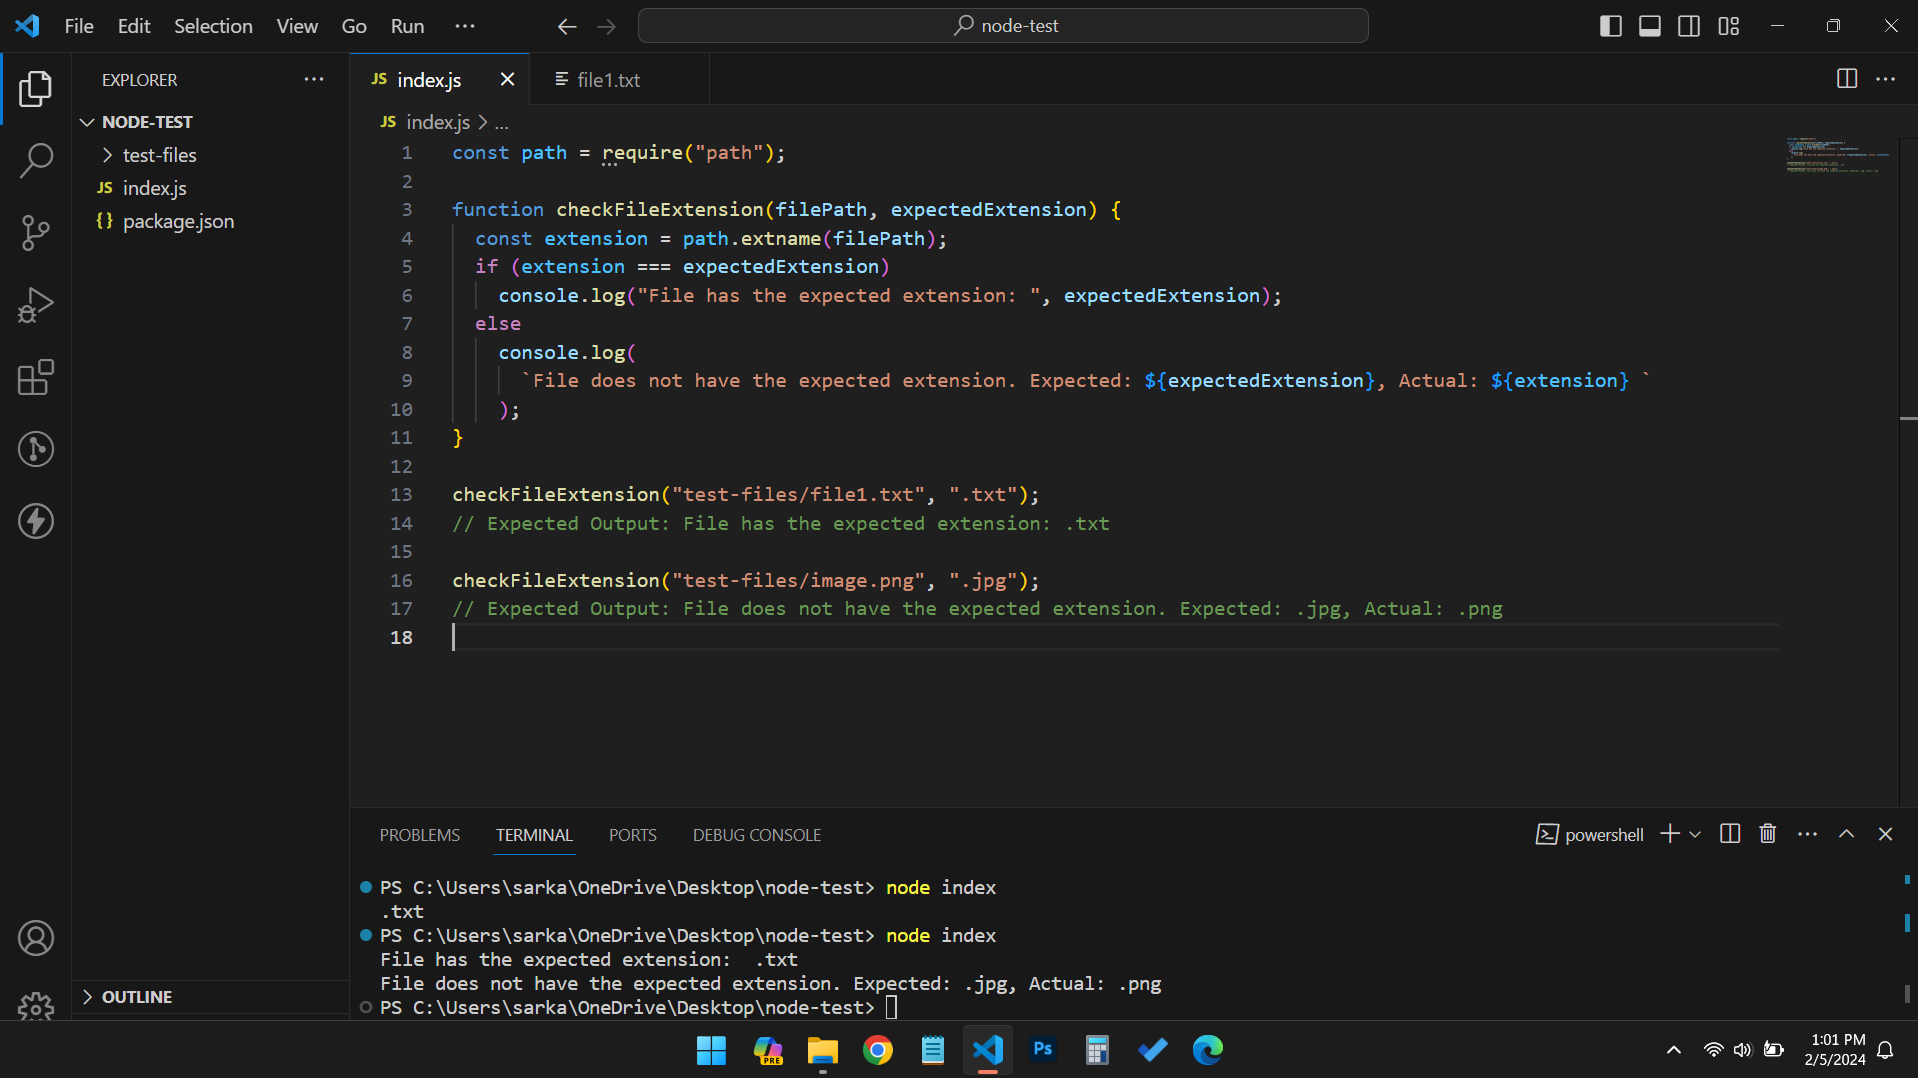 File Edit Selection View Go Run ··· node-test
EXPLORER ···
NODE-TEST
test-files
JS index.js
{} package.json
OUTLINE
JS index.js
file1.txt
JS index.js > ...
1 const path = require("path");
2
3 function checkFileExtension(filePath, expectedExtension) {
4 const extension = path.extname(filePath);
5 if (extension === expectedExtension)
6 console.log("File has the expected extension: ", expectedExtension);
7 else
8 console.log(
9 `File does not have the expected extension. Expected: ${expectedExtension}, Actual: ${extension} `
10 );
11 }
12
13 checkFileExtension("test-files/file1.txt", ".txt");
14 // Expected Output: File has the expected extension: .txt
15
16 checkFileExtension("test-files/image.png", ".jpg");
17 // Expected Output: File does not have the expected extension. Expected: .jpg, Actual: .png
18
PROBLEMS TERMINAL PORTS DEBUG CONSOLE powershell
PS C:\Users\sarka\OneDrive\Desktop\node-test> node index
.txt
PS C:\Users\sarka\OneDrive\Desktop\node-test> node index
File has the expected extension:  .txt
File does not have the expected extension. Expected: .jpg, Actual: .png
PS C:\Users\sarka\OneDrive\Desktop\node-test>
PRE
Ps
1:01 PM
2/5/2024